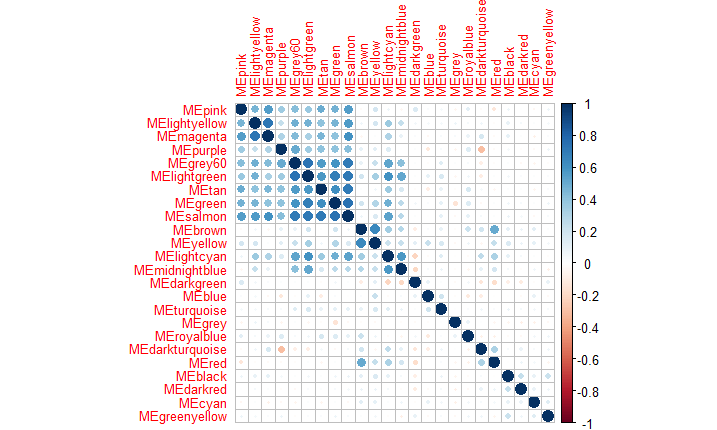 MEpink
MElightyellow
MEmagenta
MEpurple
MEgrey60
MElightgreen
MEtan
MEgreen
MEsalmon
MEbrown
MEyellow
MElightcyan
MEmidnightblue
MEdarkgreen
MEblue
MEturquoise
MEgrey
MEroyalblue
MEdarkturquoise
MEred
MEblack
MEdarkred
MEcyan
MEgreenyellow
MEpink
MElightyellow
MEmagenta
MEpurple
MEgrey60
MElightgreen
MEtan
MEgreen
MEsalmon
MEbrown
MEyellow
MElightcyan
MEmidnightblue
MEdarkgreen
MEblue
MEturquoise
MEgrey
MEroyalblue
MEdarkturquoise
MEred
MEblack
MEdarkred
MEcyan
MEgreenyellow
1
0.8
0.6
0.4
0.2
0
-0.2
-0.4
-0.6
-0.8
-1